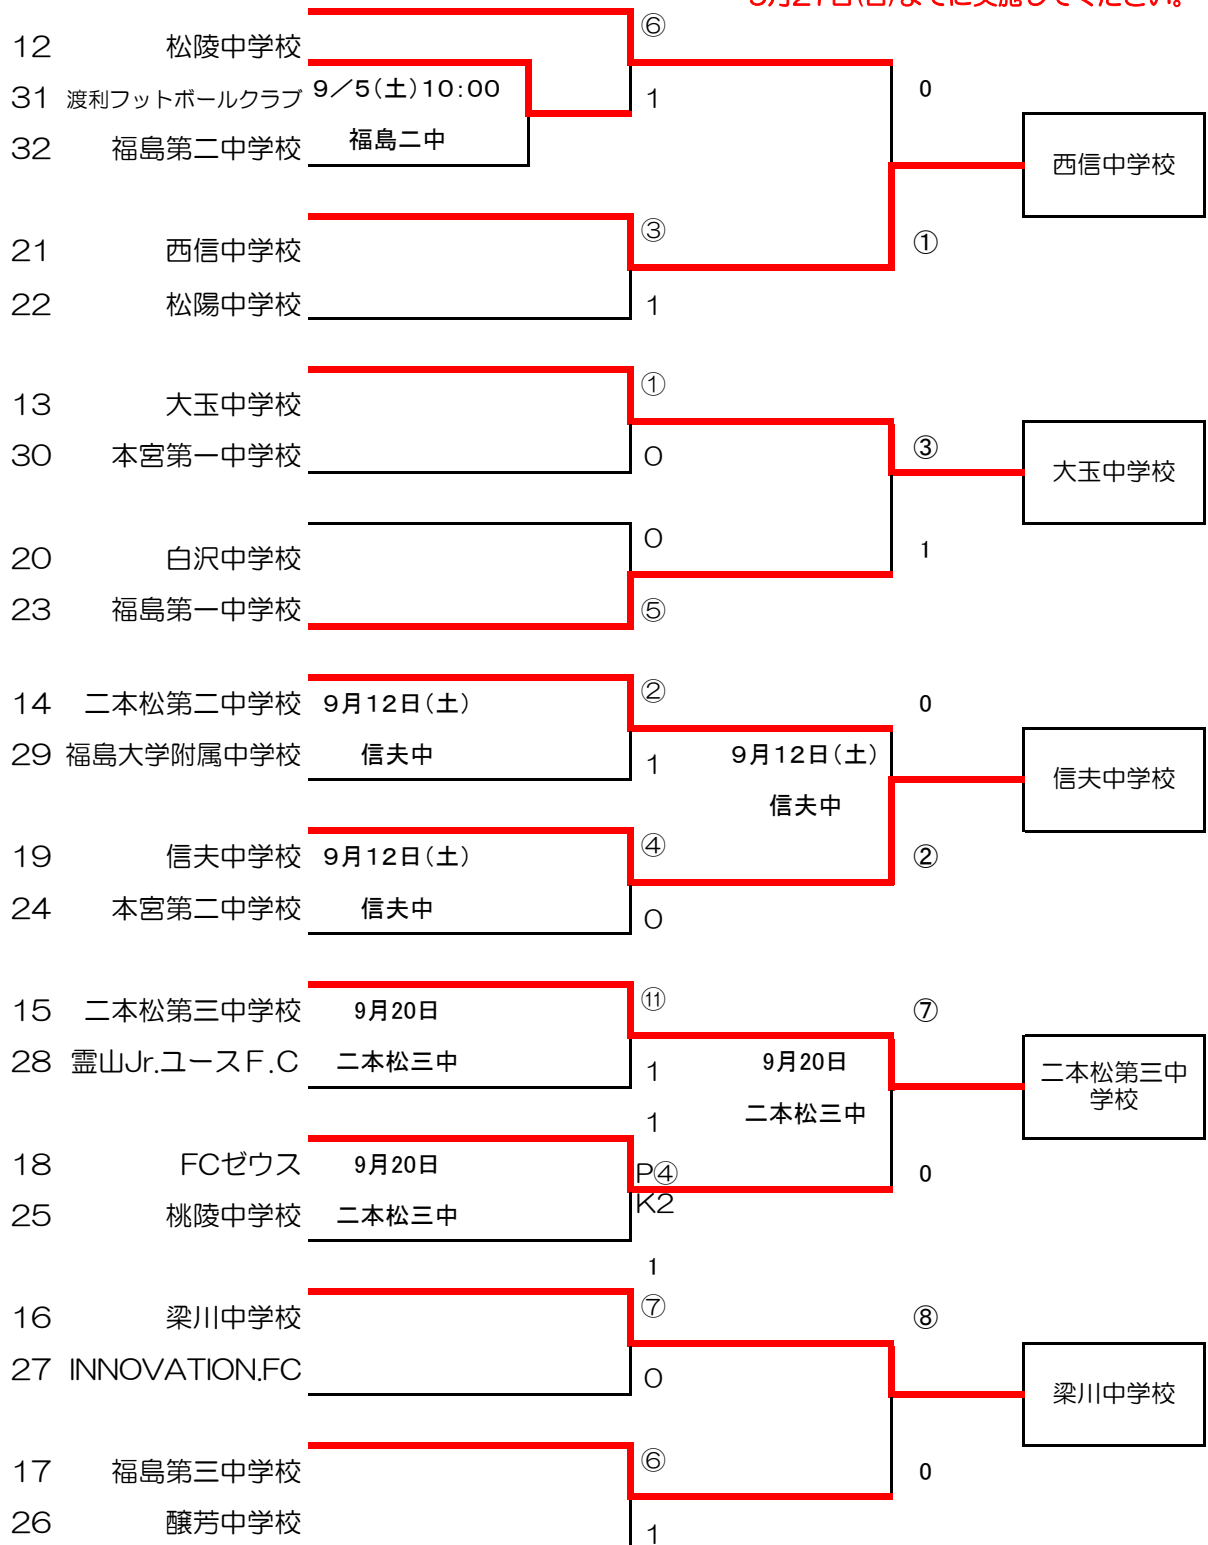 ⑥
12 松陵中学校
0
31 渡利フットボールクラブ 9／5(土)10:00
1
32 福島第二中学校 福島二中
西信中学校
③
21 西信中学校
①
22 松陽中学校
1
①
13 大玉中学校
③
30 本宮第一中学校
0
大玉中学校
0
20 白沢中学校
1
23 福島第一中学校
⑤
②
14 二本松第二中学校 9月12日(土)
0
29 福島大学附属中学校 信夫中
1
9月12日(土)
信夫中
信夫中学校
④
19 信夫中学校 9月12日(土)
②
24 本宮第二中学校 信夫中
0
⑪
15 二本松第三中学校 9月20日
⑦
28 霊山Jr.ユースF.C 二本松三中
1
9月20日
二本松三中
二本松第三中
学校
1
18 FCゼウス 9月20日
P④
0
25 桃陵中学校 二本松三中
K2
1
⑦
16 梁川中学校
⑧
27 INNOVATION.FC
0
梁川中学校
⑥
17 福島第三中学校
0
26 醸芳中学校
1